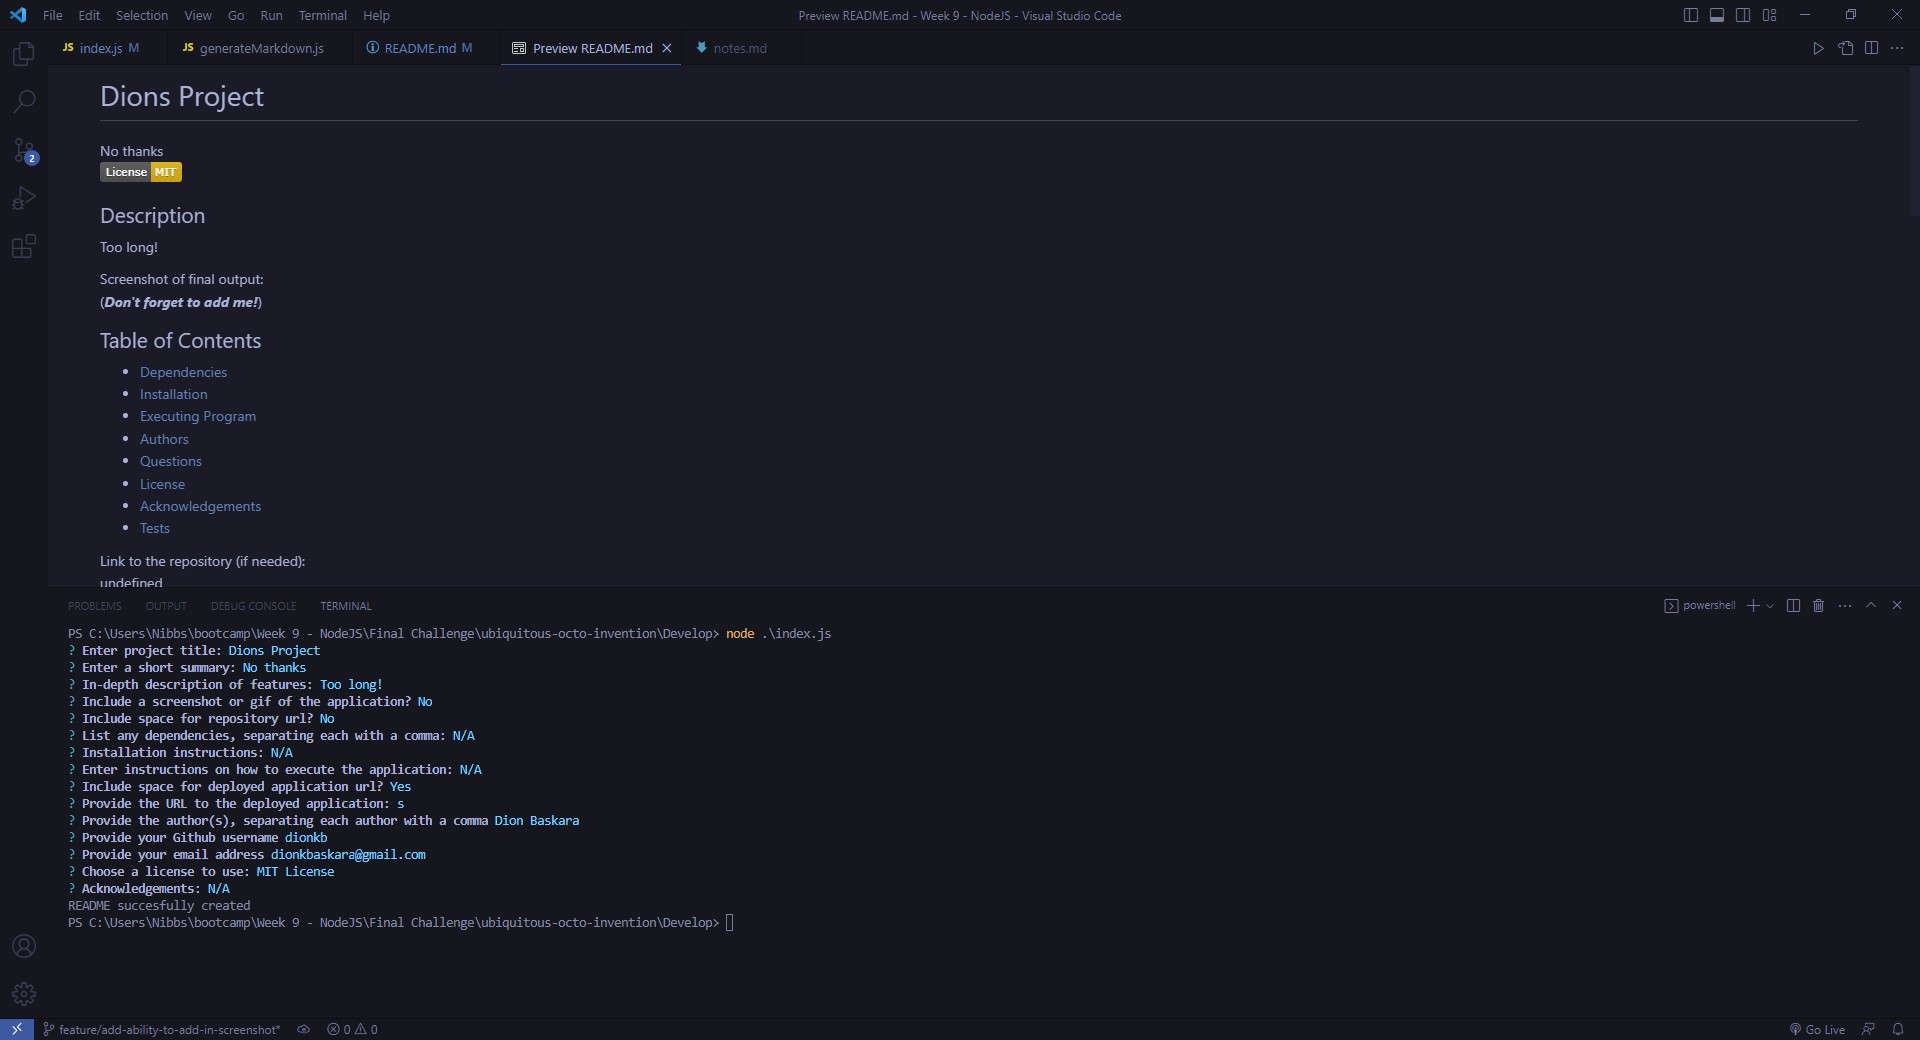 File Edit Selection View Go Run Terminal Help
Preview README.md - Week 9 - NodeJS - Visual Studio Code
JS index.js M
JS generateMarkdown.js
README.md M
Preview README.md
notes.md
2
Dions Project
No thanks
License MIT
Description
Too long!
Screenshot of final output:
(Don't forget to add me!)
Table of Contents
Dependencies
Installation
Executing Program
Authors
Questions
License
Acknowledgements
Tests
Link to the repository (if needed):
undefined
PROBLEMS OUTPUT DEBUG CONSOLE TERMINAL
powershell
PS C:\Users\Nibbs\bootcamp\Week 9 - NodeJS\Final Challenge\ubiquitous-octo-invention\Develop> node .\index.js
? Enter project title: Dions Project
? Enter a short summary: No thanks
? In-depth description of features: Too long!
? Include a screenshot or gif of the application? No
? Include space for repository url? No
? List any dependencies, separating each with a comma: N/A
? Installation instructions: N/A
? Enter instructions on how to execute the application: N/A
? Include space for deployed application url? Yes
? Provide the URL to the deployed application: s
? Provide the author(s), separating each author with a comma Dion Baskara
? Provide your Github username dionkb
? Provide your email address dionkbaskara@gmail.com
? Choose a license to use: MIT License
? Acknowledgements: N/A
README succesfully created
PS C:\Users\Nibbs\bootcamp\Week 9 - NodeJS\Final Challenge\ubiquitous-octo-invention\Develop>
feature/add-ability-to-add-in-screenshot* 0 0
Go Live